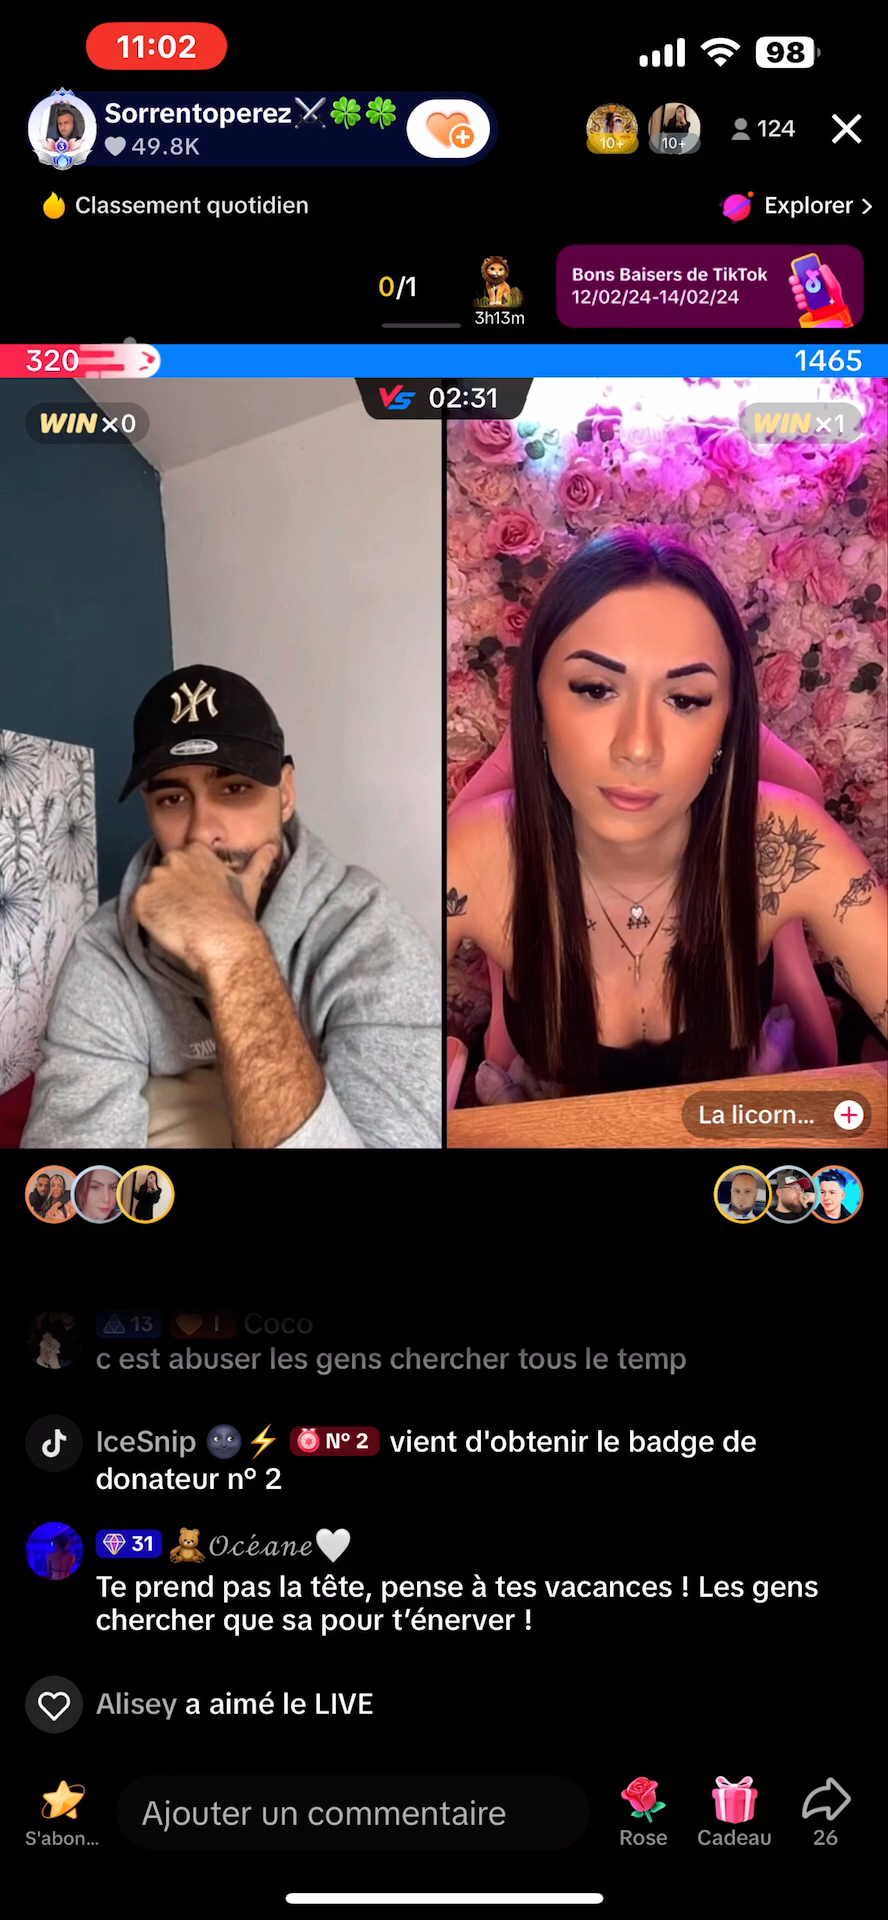 11:02
98
Sorrentoperez⚔️🍀🍀
49.8K
10+
10+
124
Classement quotidien
Explorer >
0/1
3h13m
Bons Baisers de TikTok
12/02/24-14/02/24
320
1465
VS 02:31
WIN x0
WIN x1
La licorn...
13 I Coco
c est abuser les gens chercher tous le temp
IceSnip 🌚⚡ N° 2 vient d'obtenir le badge de
donateur n° 2
31 🧸𝒪𝒸é𝒶𝓃𝑒🤍
Te prend pas la tête, pense à tes vacances ! Les gens
chercher que sa pour t’énerver !
Alisey a aimé le LIVE
S'abon...
Ajouter un commentaire
Rose
Cadeau
26